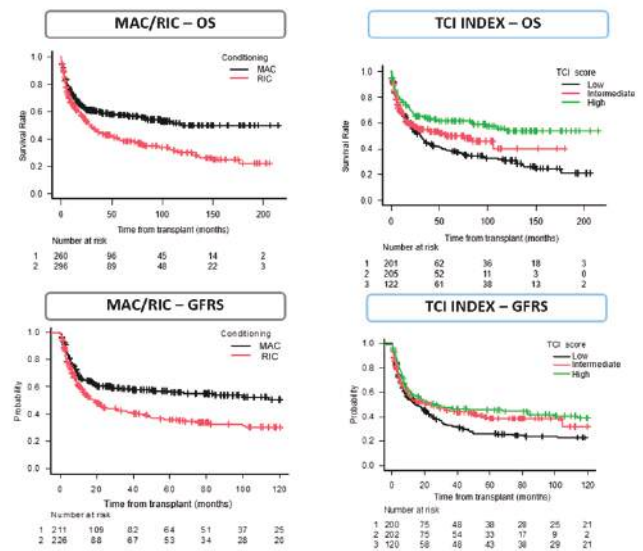 MAC/RIC – OS
Conditioning
MAC
RIC
Survival Rate
1.0
0.8
0.6
0.4
0.2
0.0
0 50 100 150 200
Time from transplant (months)
Number at risk
1 260 96 45 14 2
2 296 89 48 22 3
TCI INDEX – OS
TCI score
Low
Intermediate
High
Survival Rate
1.0
0.8
0.6
0.4
0.2
0.0
0 50 100 150 200
Time from transplant (months)
Number at risk
1 201 62 36 18 3
2 205 52 11 3 0
3 122 61 38 13 2
MAC/RIC – GFRS
Conditioning
MAC
RIC
Probability
1.0
0.8
0.6
0.4
0.2
0.0
0 20 40 60 80 100 120
Time from transplant (months)
Number at risk
1 211 109 82 64 51 37 25
2 226 88 67 53 34 28 20
TCI INDEX – GFRS
TCI score
Low
Intermediate
High
Probability
1.0
0.8
0.6
0.4
0.2
0.0
0 20 40 60 80 100 120
Time from transplant (months)
Number at risk
1 200 75 48 38 29 25 21
2 202 75 54 33 17 9 2
3 120 58 48 43 38 29 21